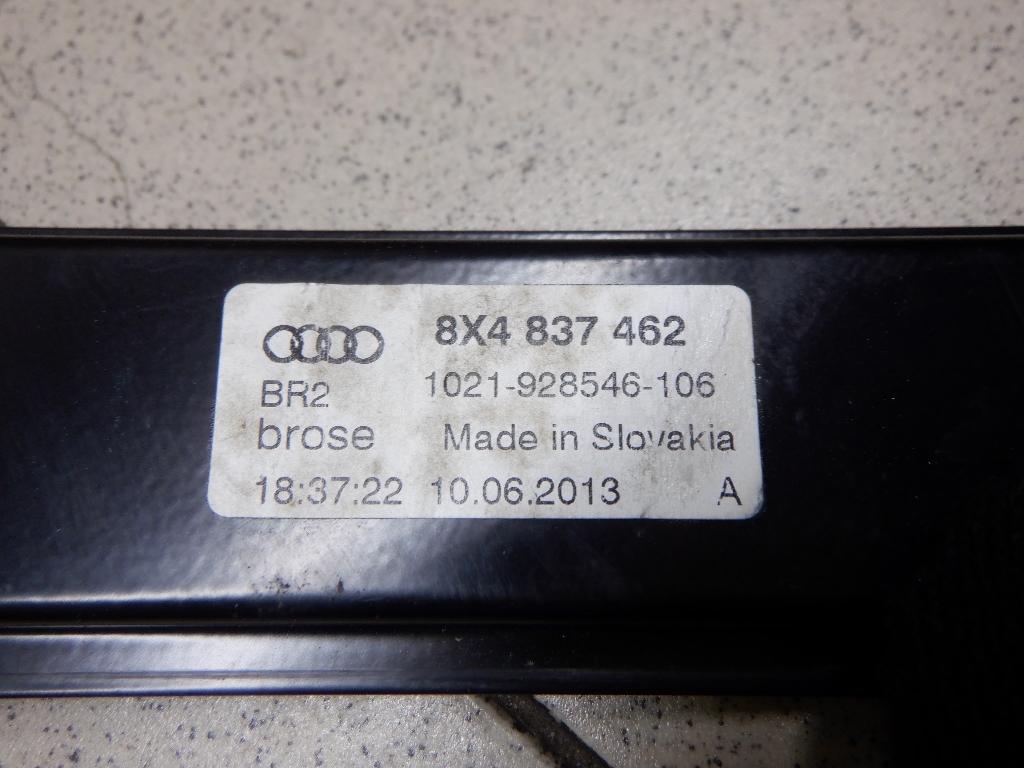 8X4 837 462
BR2 1021-928546-106
brose Made in Slovakia
18:37:22 10.06.2013 A